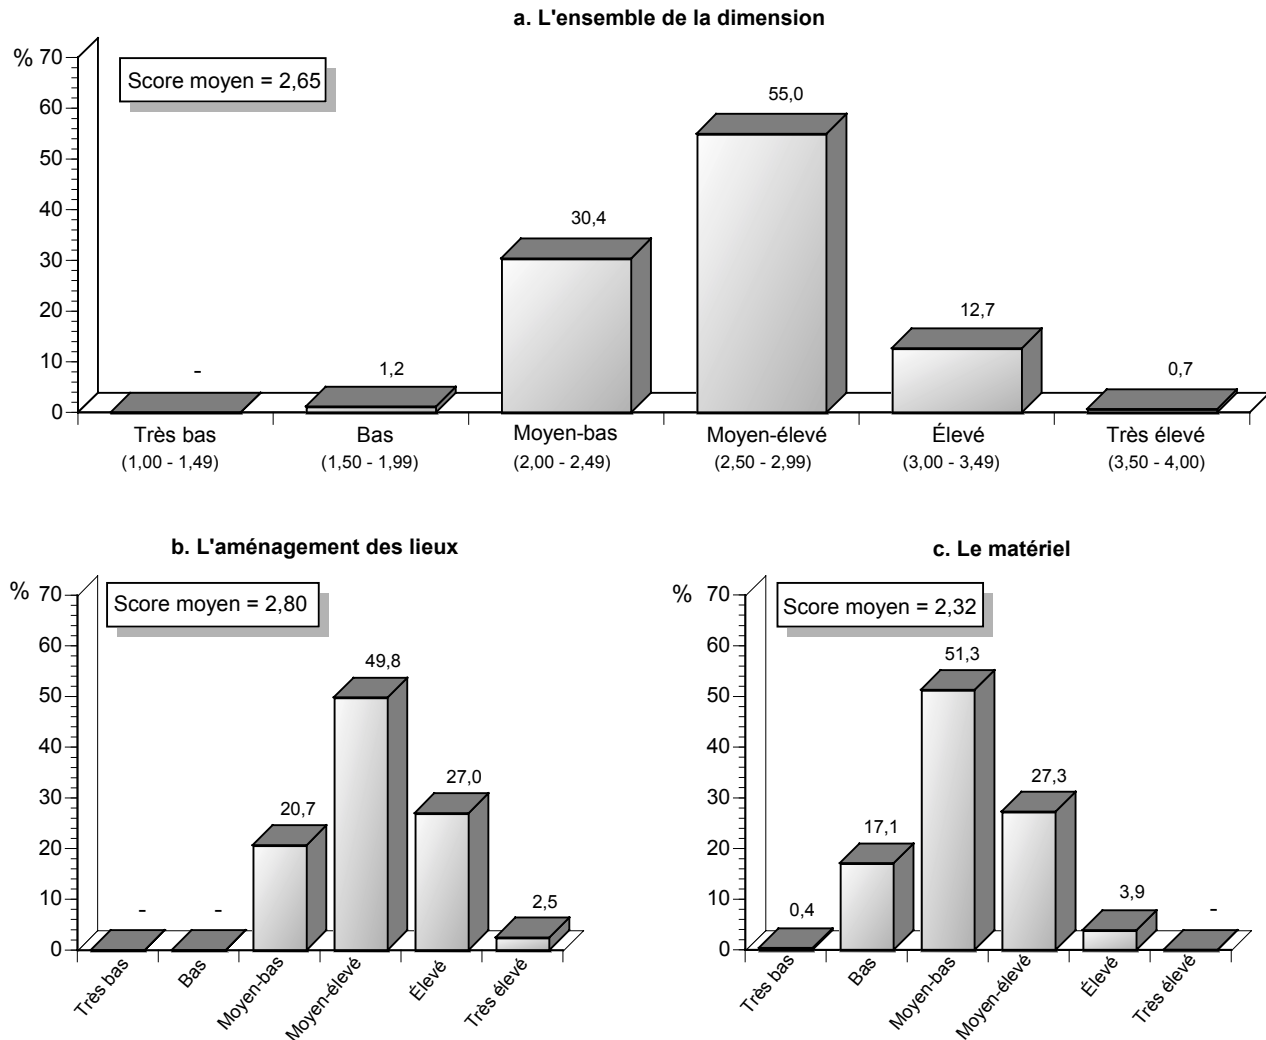 a. L'ensemble de la dimension
% 70
60
50
40
30
20
10
0
Score moyen = 2,65
-
1,2
30,4
55,0
12,7
0,7
Très bas
(1,00 - 1,49)
Bas
(1,50 - 1,99)
Moyen-bas
(2,00 - 2,49)
Moyen-élevé
(2,50 - 2,99)
Élevé
(3,00 - 3,49)
Très élevé
(3,50 - 4,00)
b. L'aménagement des lieux
% 70
60
50
40
30
20
10
0
Score moyen = 2,80
-
-
20,7
49,8
27,0
2,5
Très bas
Bas
Moyen-bas
Moyen-élevé
Élevé
Très élevé
c. Le matériel
% 70
60
50
40
30
20
10
0
Score moyen = 2,32
0,4
17,1
51,3
27,3
3,9
-
Très bas
Bas
Moyen-bas
Moyen-élevé
Élevé
Très élevé